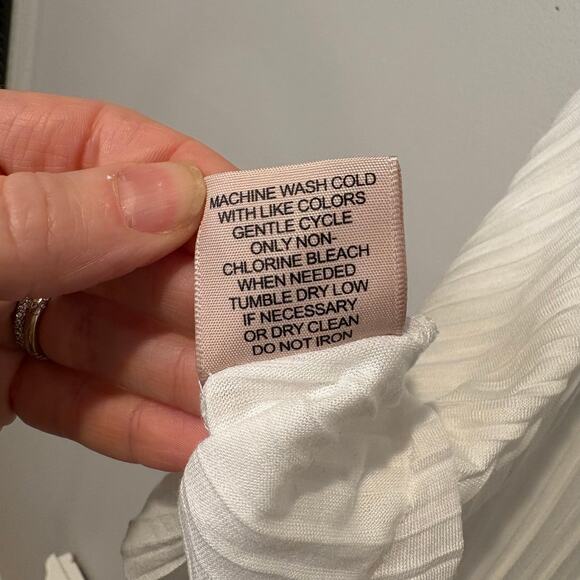 MACHINE WASH COLD
WITH LIKE COLORS
GENTLE CYCLE
ONLY NON-
CHLORINE BLEACH
WHEN NEEDED
TUMBLE DRY LOW
IF NECESSARY
OR DRY CLEAN
DO NOT IRON